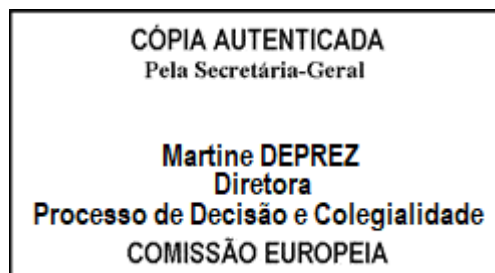 CÓPIA AUTENTICADA
Pela Secretária-Geral
Martine DEPREZ
Diretora
Processo de Decisão e Colegialidade
COMISSÃO EUROPEIA